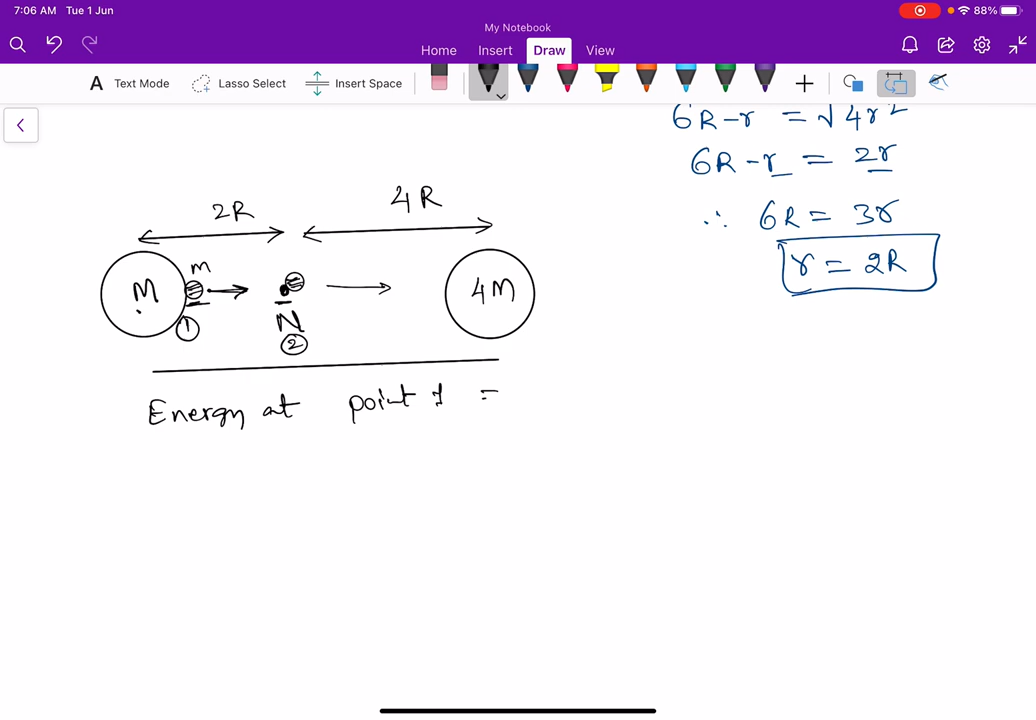 7:06 AM Tue 1 Jun
88%
My Notebook
Home Insert Draw View
A Text Mode Lasso Select Insert Space
6R-r = √4r²
6R-r = 2r
∴ 6R = 3r
r = 2R
2R 4R
M m 4M
1 N
2
Energy at point 1 =